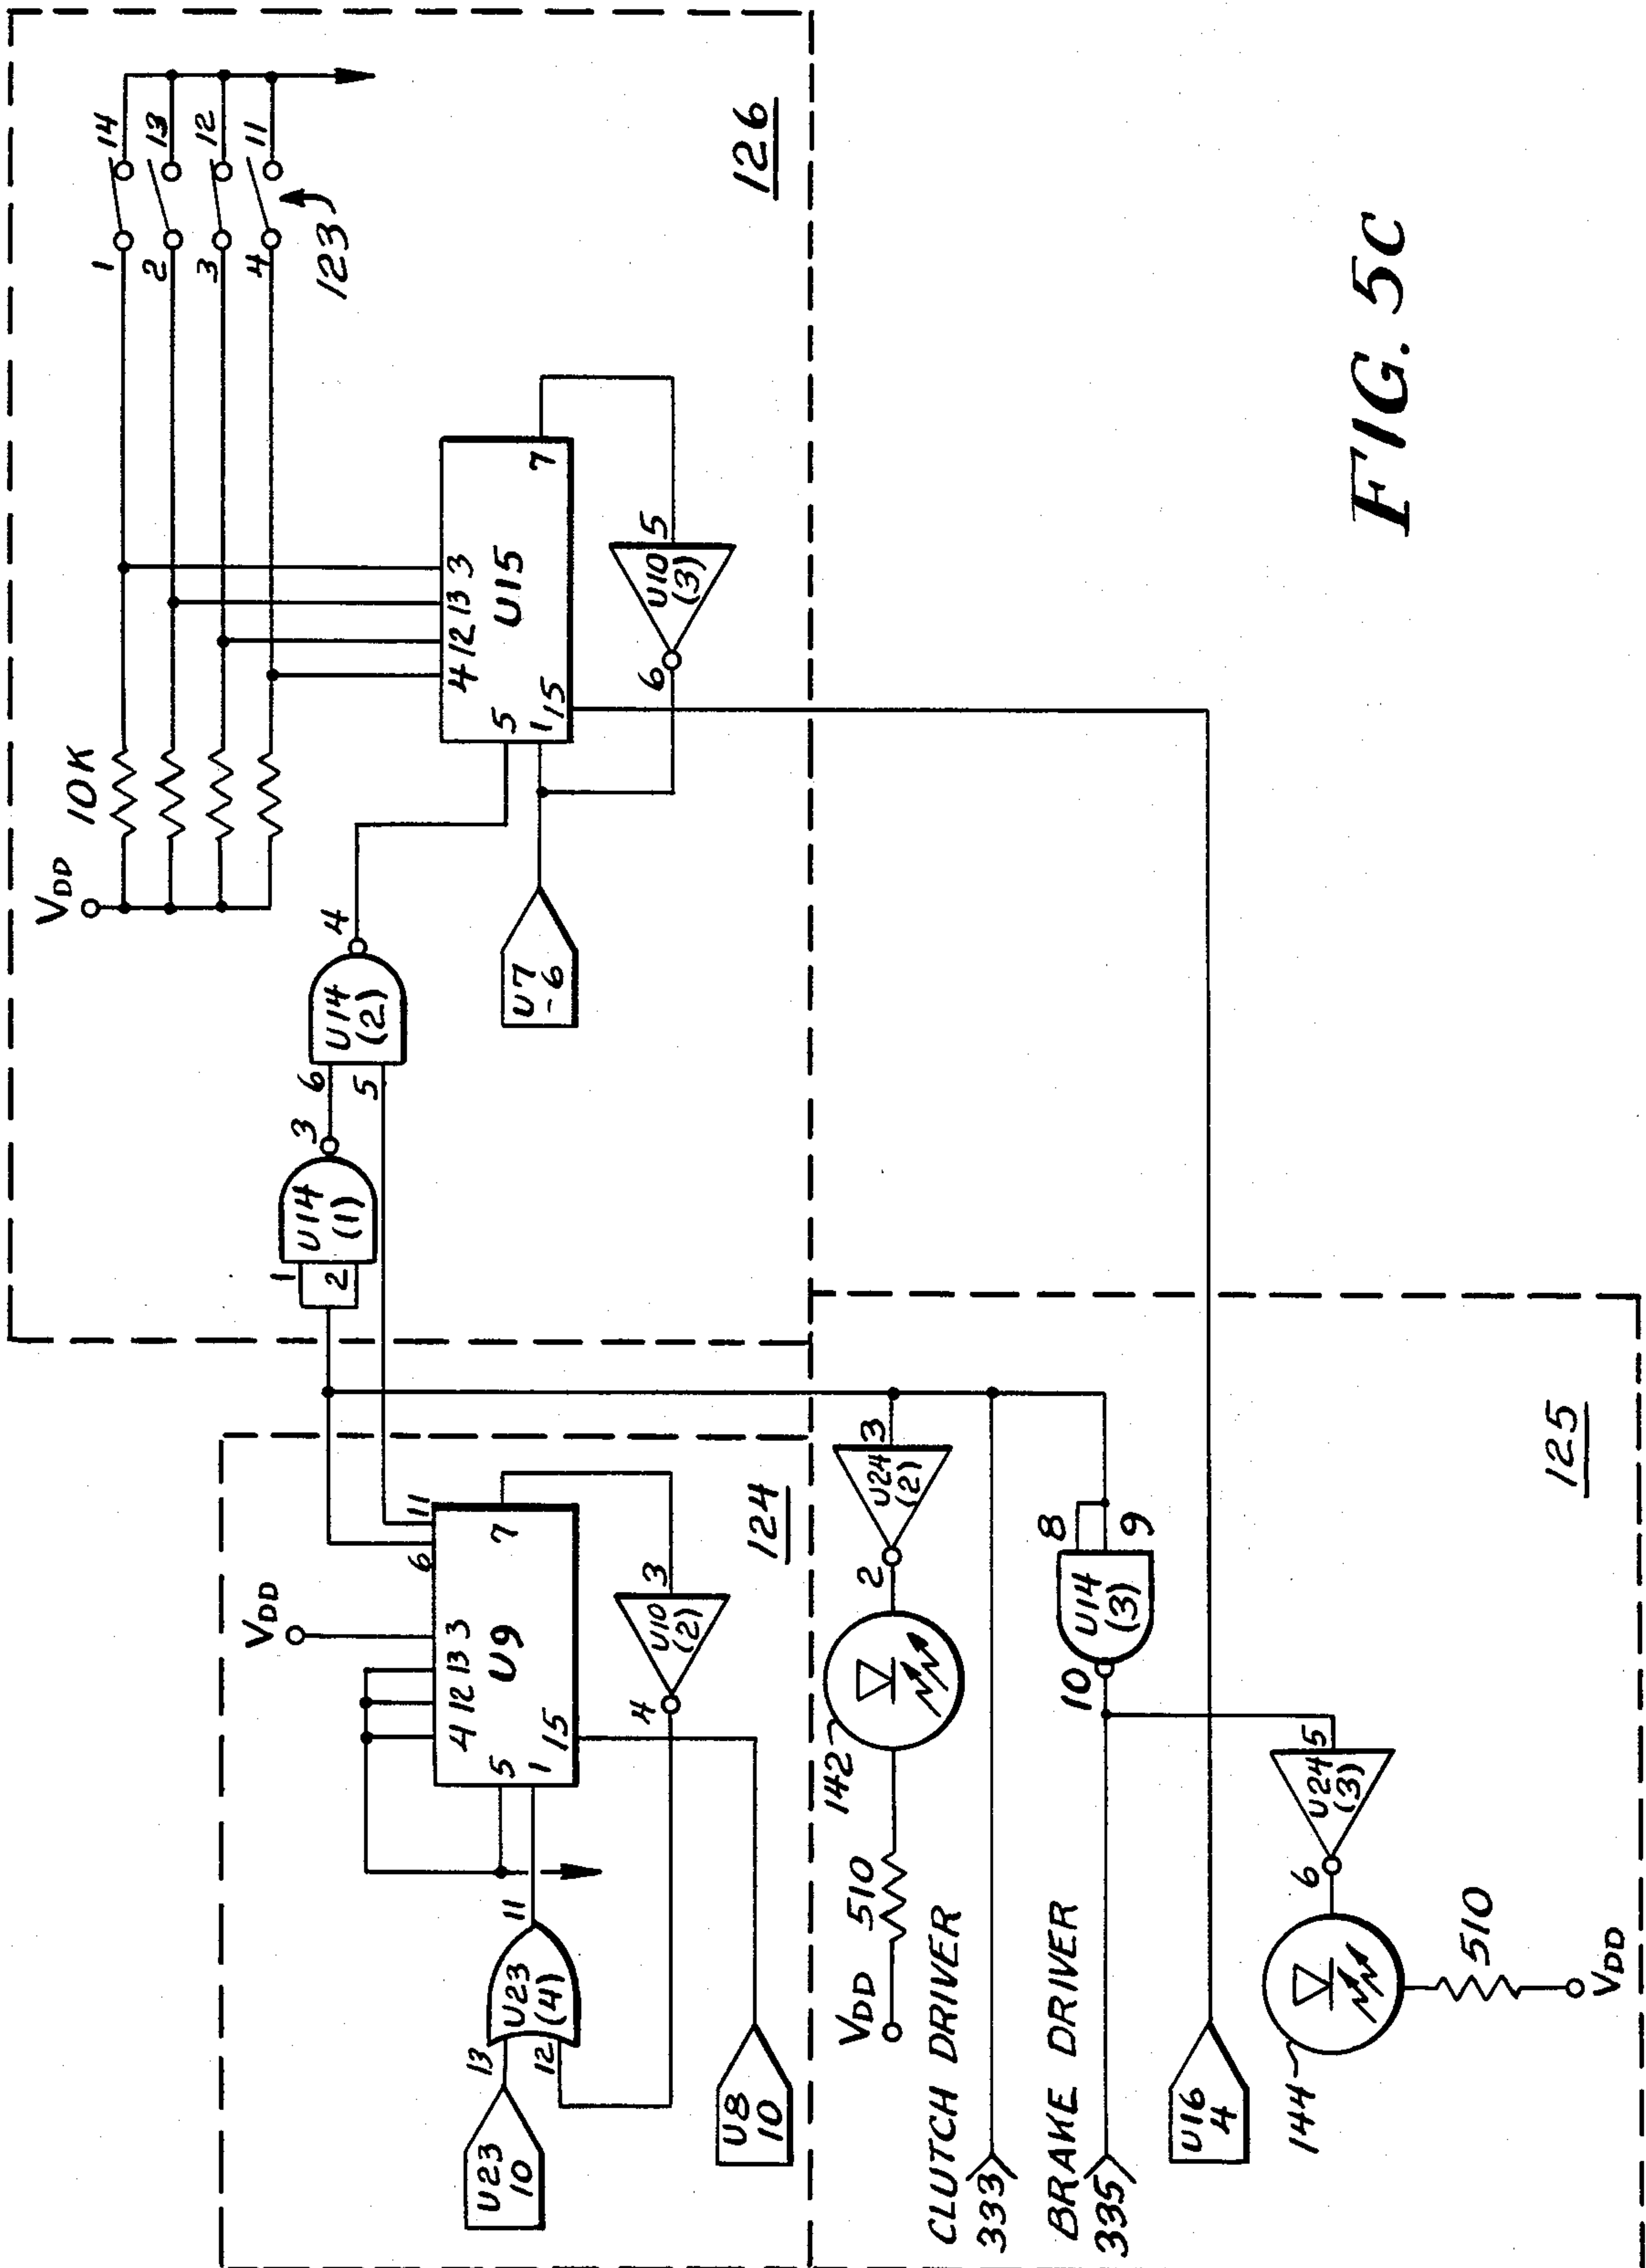 124
U23
10
13
12
U23
(4)
11
U8
10
VDD
4 12 13 3
6
11
5
1
15
U9
7
4
U10
(2)
3
126
1
2
U14
(1)
3
6
5
U14
(2)
4
U7
-6
VDD
10K
5
1
15
4 12 13 3
U15
7
6
U10
(3)
5
1
2
3
4
14
13
12
11
123
125
VDD
510
142
2
U24
(2)
3
CLUTCH DRIVER
333
BRAKE DRIVER
335
10
U14
(3)
8
9
U16
4
144
6
U24
(3)
5
510
VDD
FIG. 5C